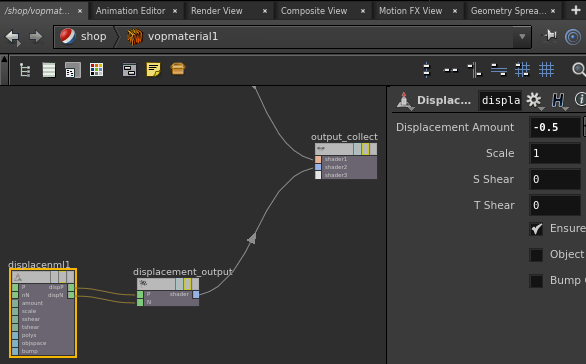 /shop/vopmat... ×
Animation Editor ×
Render View ×
Composite View ×
Motion FX View ×
Geometry Sprea... ×
shop
vopmaterial1
Displac...
displa
Displacement Amount
-0.5
Scale
1
S Shear
0
T Shear
0
Ensure
Object
Bump
output_collect
shader1
shader2
shader3
displacenml1
P dispP
nN dispN
amount
scale
sshear
tshear
polys
objspace
bump
displacement_output
P shader
N